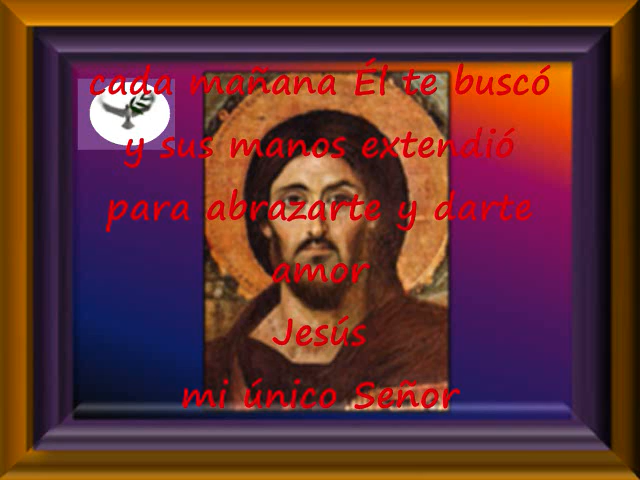 cada mañana Él te buscó
y sus manos extendió
para abrazarte y darte
amor
Jesús
mi único Señor